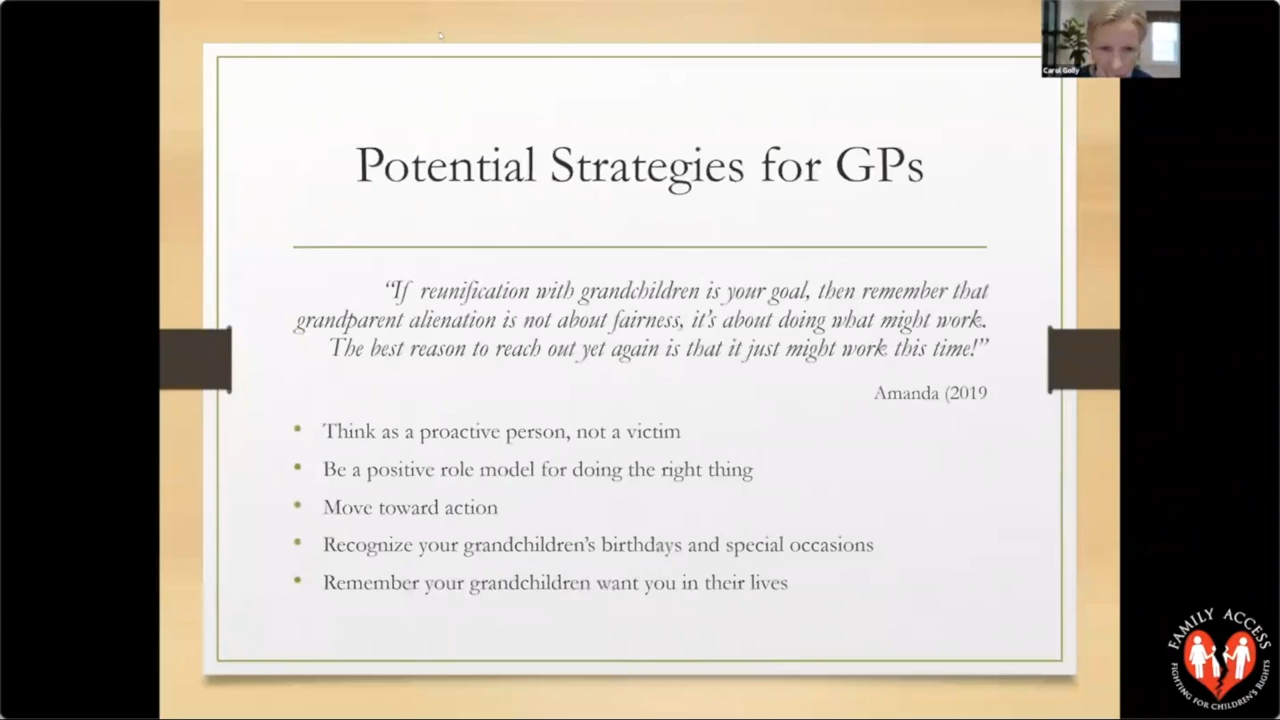 Carol Golly
Potential Strategies for GPs
“If reunification with grandchildren is your goal, then remember that
grandparent alienation is not about fairness, it’s about doing what might work.
The best reason to reach out yet again is that it just might work this time!”
Amanda (2019
• Think as a proactive person, not a victim
• Be a positive role model for doing the right thing
• Move toward action
• Recognize your grandchildren’s birthdays and special occasions
• Remember your grandchildren want you in their lives
FAMILY ACCESS
FIGHTING FOR CHILDREN'S RIGHTS